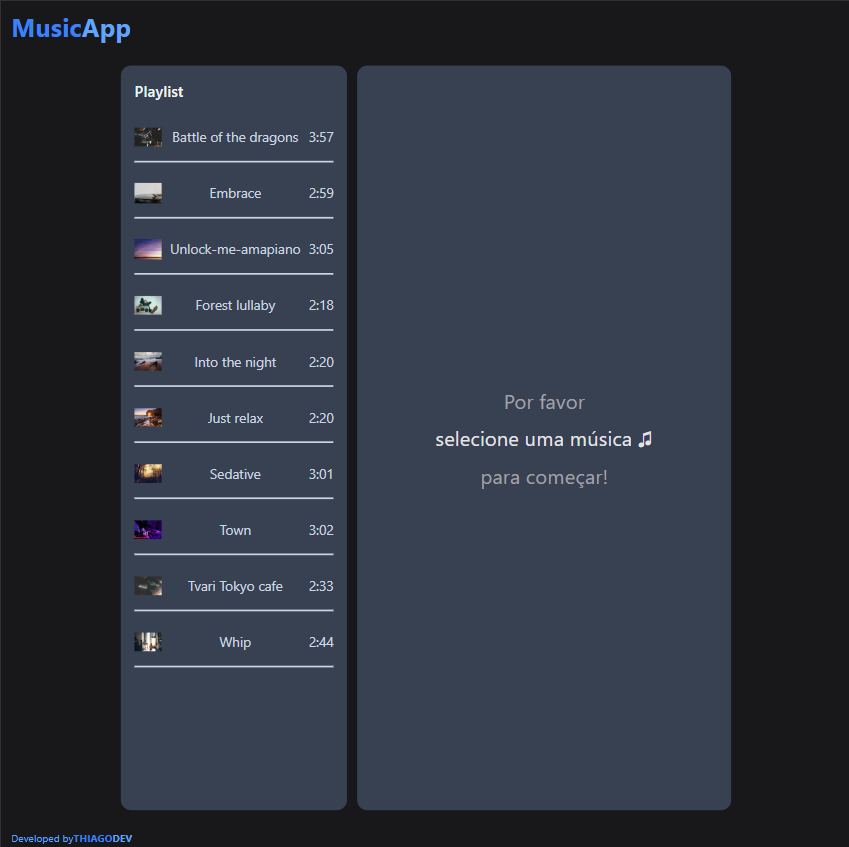 MusicApp
Playlist
Battle of the dragons 3:57
Embrace 2:59
Unlock-me-amapiano 3:05
Forest lullaby 2:18
Into the night 2:20
Just relax 2:20
Sedative 3:01
Town 3:02
Tvari Tokyo cafe 2:33
Whip 2:44
Por favor
selecione uma música ♫
para começar!
Developed byTHIAGODEV